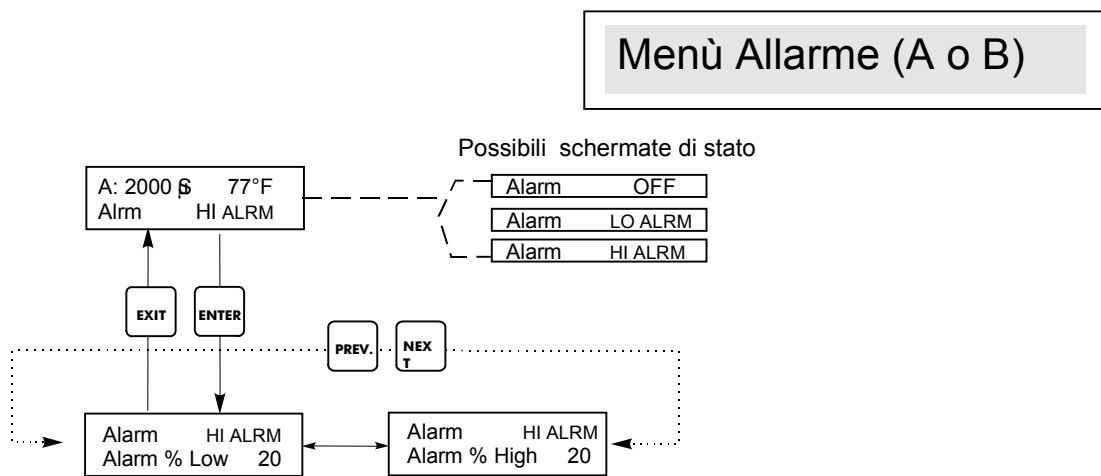 Menù Allarme (A o B)
Possibili schermate di stato
A: 2000 µS 77°F
Alrm HI ALRM
Alarm OFF
Alarm LO ALRM
Alarm HI ALRM
EXIT
ENTER
PREV.
NEX
T
Alarm HI ALRM
Alarm % Low 20
Alarm HI ALRM
Alarm % High 20